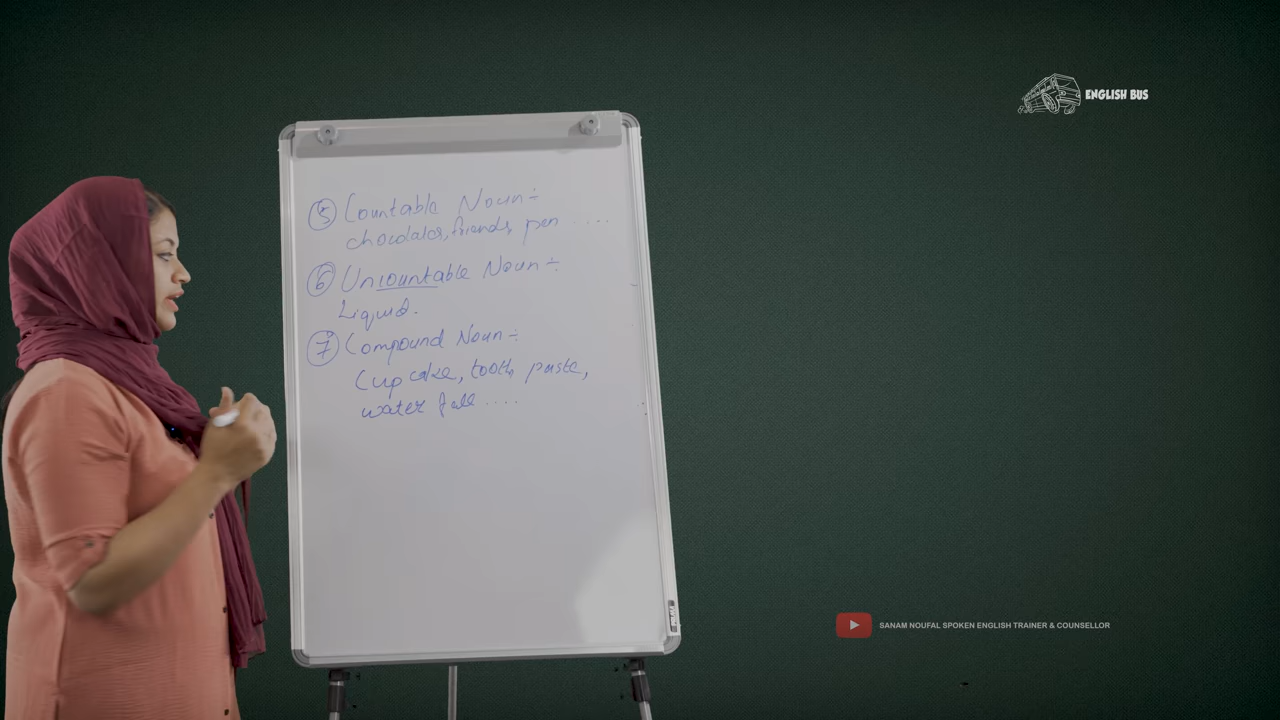 ENGLISH BUS
5 Countable Noun :-
chocolates, friends, pen ....
6 Uncountable Noun :-
Liquid.
7 Compound Noun :-
Cup cake, tooth paste,
water fall ....
SANAM NOUFAL SPOKEN ENGLISH TRAINER & COUNSELLOR